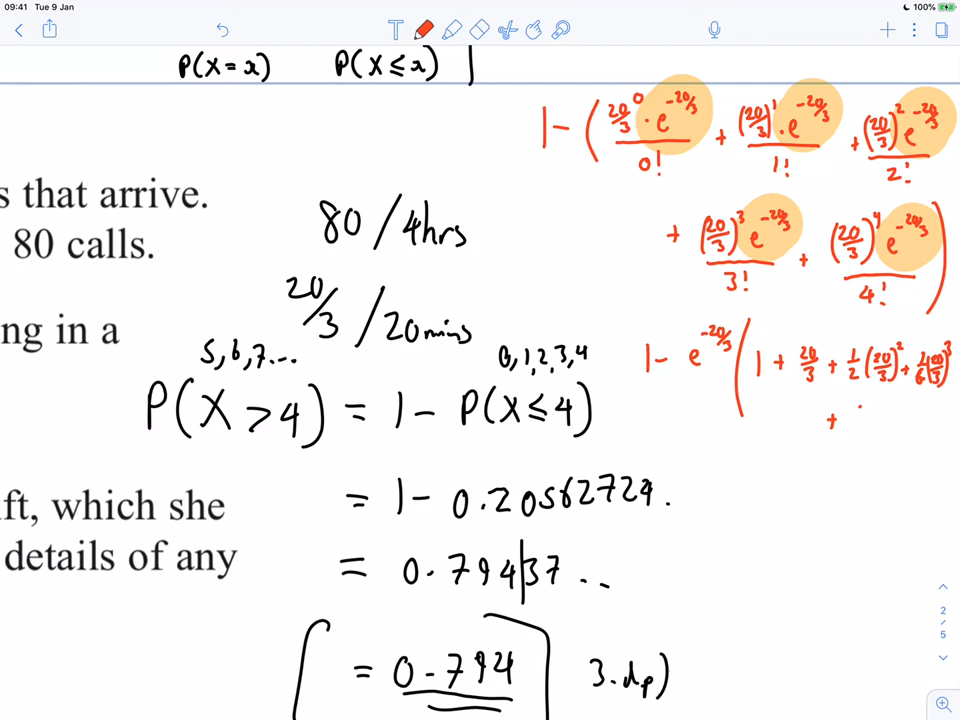 09:41 Tue 9 Jan
100%
P(X = x) P(X ≤ x)
1 − ( 20/3^0 · e^-20/3 / 0! + (20/3)^1 · e^-20/3 / 1! + (20/3)^2 e^-20/3 / 2!
+ (20/3)^3 e^-20/3 / 3! + (20/3)^4 e^-20/3 / 4! )
s that arrive.
80 calls.
80 / 4hrs
ng in a
20/3 / 20mins
1 − e^-20/3 ( 1 + 20/3 + 1/2 (20/3)^2 + 1/6 (20/3)^3
+
5, 6, 7... 0, 1, 2, 3, 4
P(X > 4) = 1 − P(X ≤ 4)
ft, which she
details of any
= 1 − 0.20562729.
= 0.794|37...
= 0.794 3.dp)
2
/
5